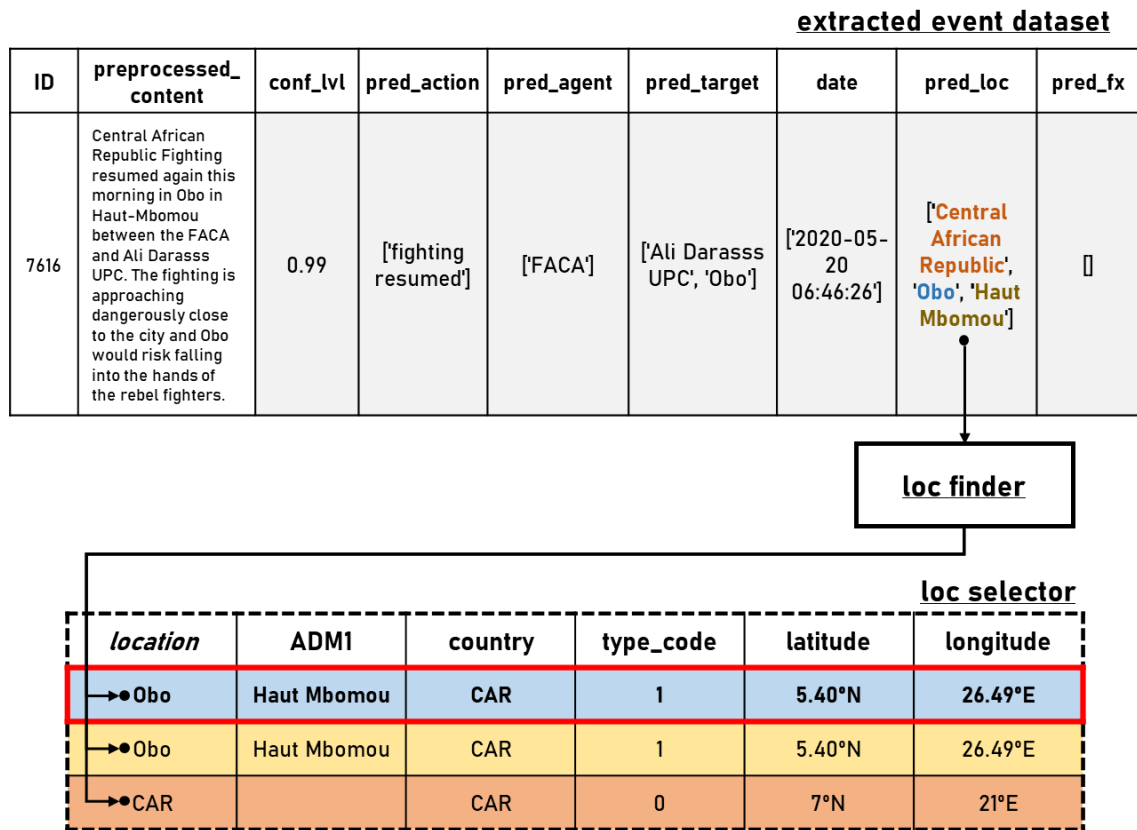 extracted event dataset
ID
preprocessed_
content
conf_lvl
pred_action
pred_agent
pred_target
date
pred_loc
pred_fx
7616
Central African
Republic Fighting
resumed again this
morning in Obo in
Haut-Mbomou
between the FACA
and Ali Darasss
UPC. The fighting is
approaching
dangerously close
to the city and Obo
would risk falling
into the hands of
the rebel fighters.
0.99
['fighting
resumed']
['FACA']
['Ali Darasss
UPC', 'Obo']
['2020-05-
20
06:46:26']
['Central
African
Republic',
'Obo', 'Haut
Mbomou']
[]
loc finder
loc selector
location ADM1 country type_code latitude longitude
Obo Haut Mbomou CAR 1 5.40°N 26.49°E
Obo Haut Mbomou CAR 1 5.40°N 26.49°E
CAR CAR 0 7°N 21°E